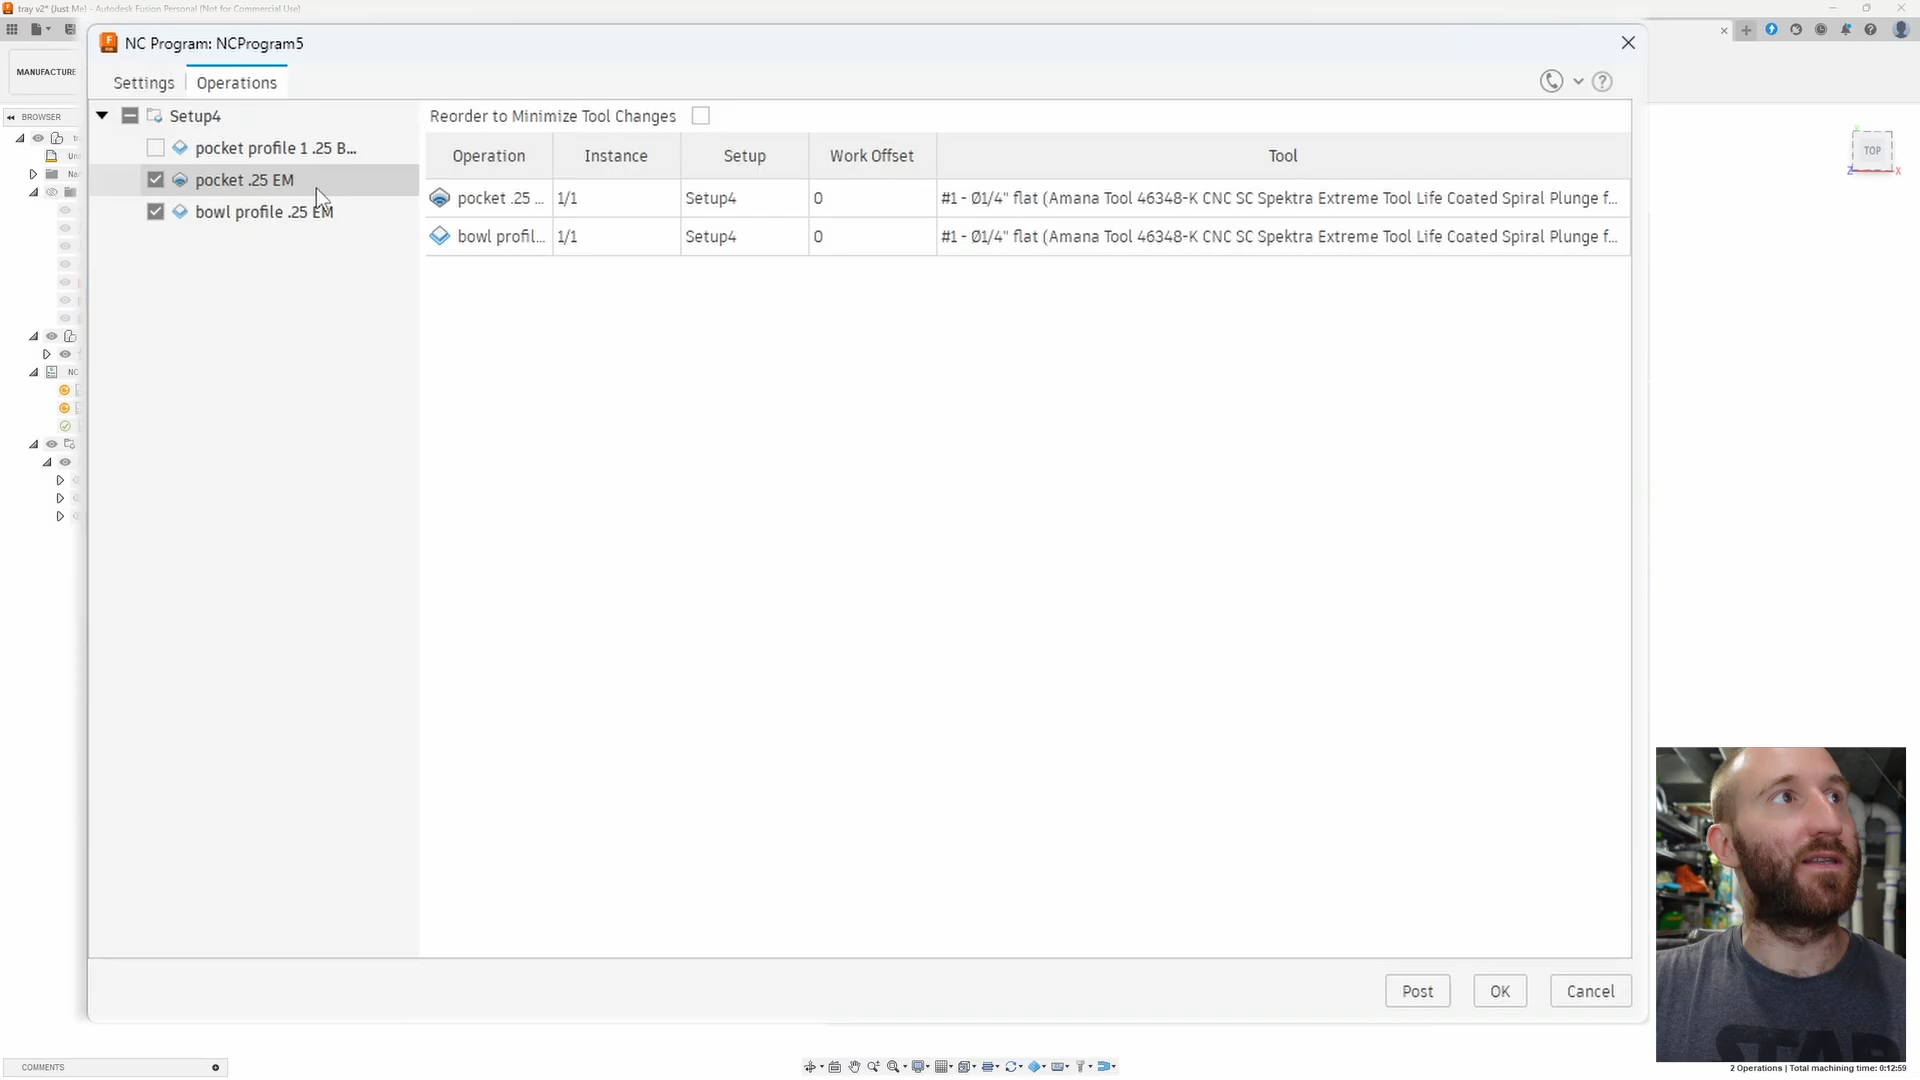 tray v2* (Just Me) - Autodesk Fusion Personal (Not for Commercial Use)
NC Program: NCProgram5
MANUFACTURE
Settings
Operations
BROWSER
Setup4
pocket profile 1 .25 B...
pocket .25 EM
bowl profile .25 EM
Reorder to Minimize Tool Changes
Operation Instance Setup Work Offset Tool
pocket .25 ... 1/1 Setup4 0 #1 - Ø1/4" flat (Amana Tool 46348-K CNC SC Spektra Extreme Tool Life Coated Spiral Plunge f...
bowl profil... 1/1 Setup4 0 #1 - Ø1/4" flat (Amana Tool 46348-K CNC SC Spektra Extreme Tool Life Coated Spiral Plunge f...
TOP
Z
X
NC
Post
OK
Cancel
STAR
COMMENTS
2 Operations | Total machining time: 0:12:59